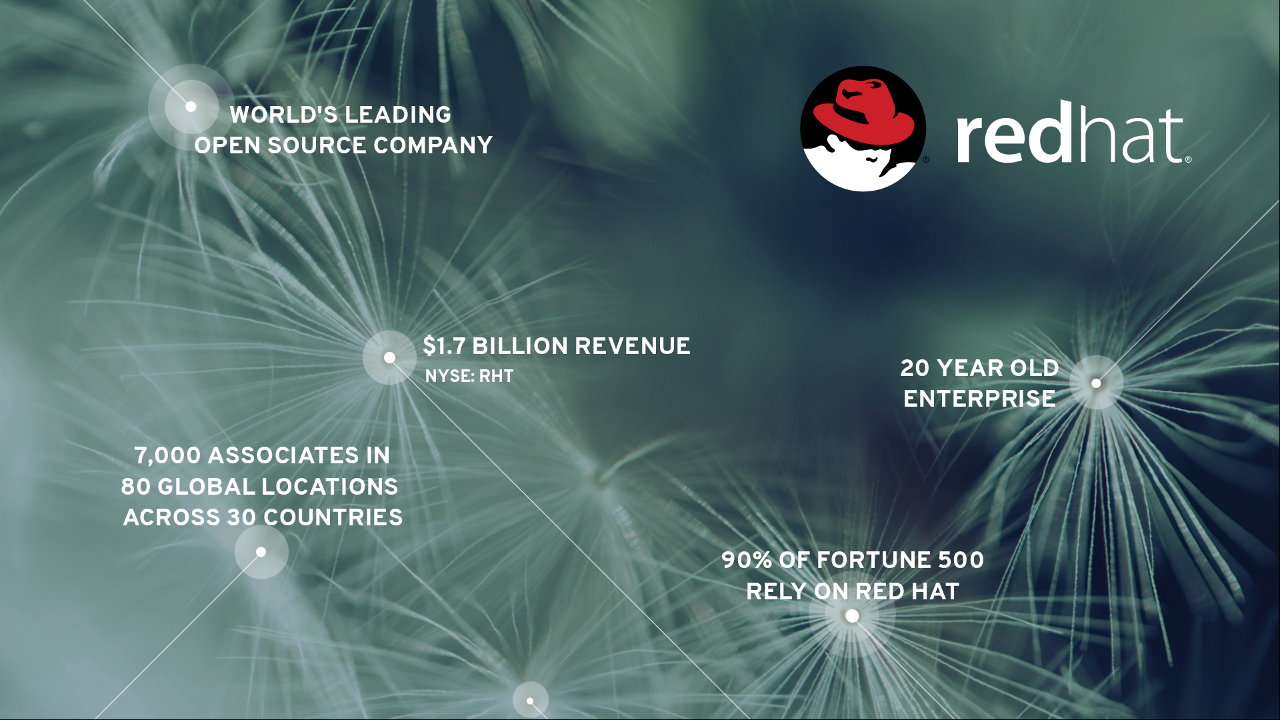 WORLD'S LEADING
OPEN SOURCE COMPANY
redhat®
$1.7 BILLION REVENUE
NYSE: RHT
20 YEAR OLD
ENTERPRISE
7,000 ASSOCIATES IN
80 GLOBAL LOCATIONS
ACROSS 30 COUNTRIES
90% OF FORTUNE 500
RELY ON RED HAT